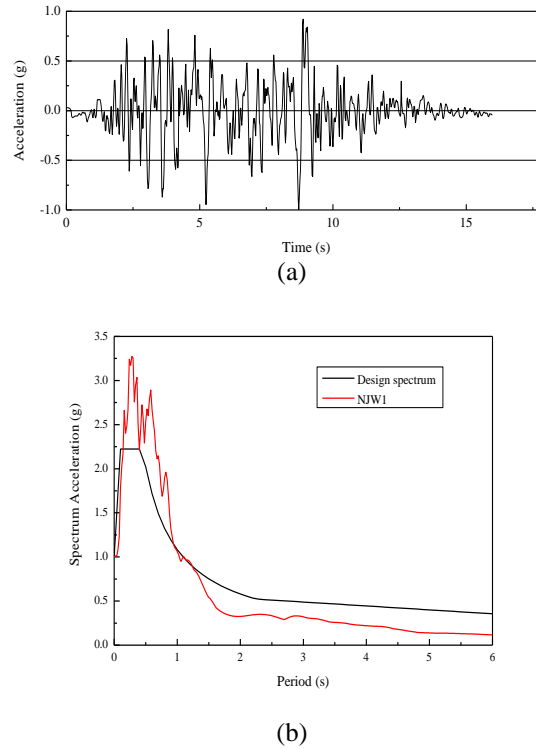 1.0
0.5
0.0
-0.5
-1.0
Acceleration (g)
0 5 10 15
Time (s)
(a)
3.5
3.0
2.5
2.0
1.5
1.0
0.5
0.0
Spectrum Acceleration (g)
Design spectrum
NJW1
0 1 2 3 4 5 6
Period (s)
(b)